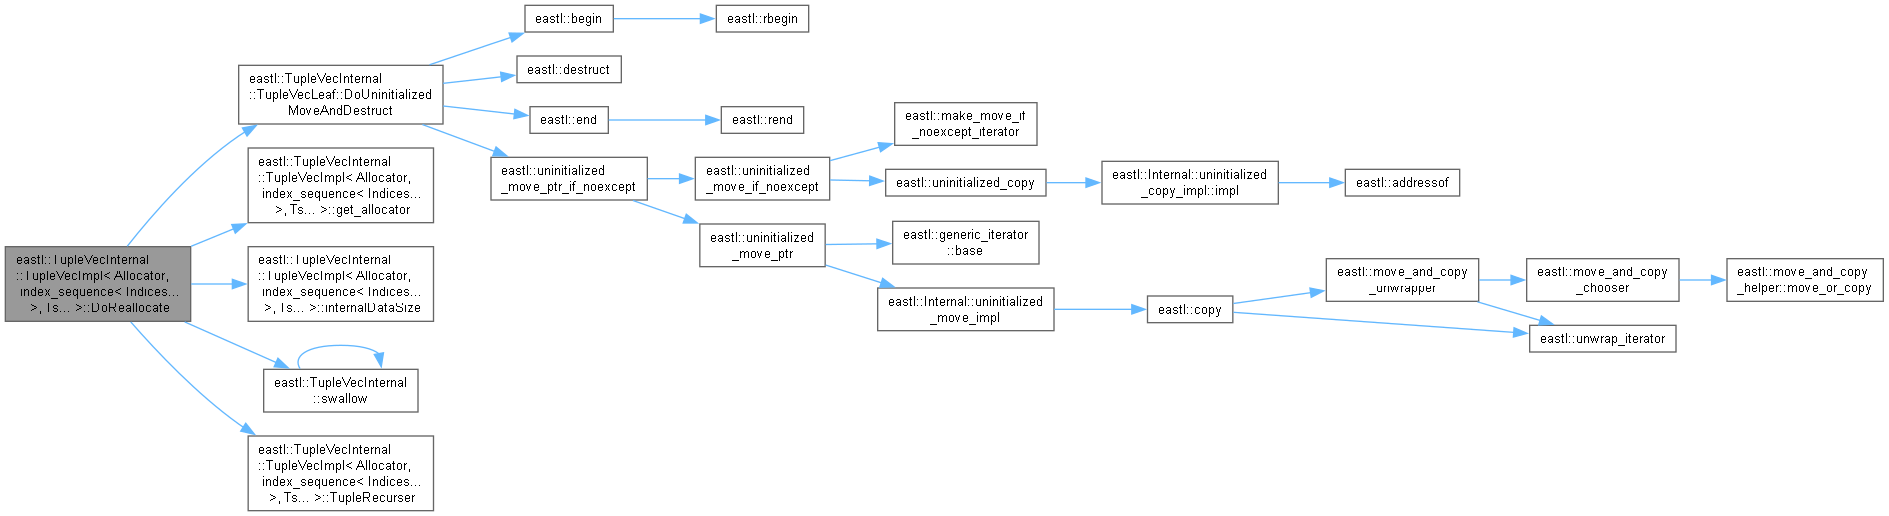 eastl::TupleVecInternal
::TupleVecImpl< Allocator,
index_sequence< Indices...
>, Ts... >::DoReallocate
eastl::TupleVecInternal
::TupleVecLeaf::DoUninitialized
MoveAndDestruct
eastl::begin
eastl::rbegin
eastl::destruct
eastl::end
eastl::rend
eastl::uninitialized
_move_ptr_if_noexcept
eastl::uninitialized
_move_if_noexcept
eastl::make_move_if
_noexcept_iterator
eastl::uninitialized_copy
eastl::Internal::uninitialized
_copy_impl::impl
eastl::addressof
eastl::uninitialized
_move_ptr
eastl::generic_iterator
::base
eastl::Internal::uninitialized
_move_impl
eastl::copy
eastl::move_and_copy
_unwrapper
eastl::move_and_copy
_chooser
eastl::move_and_copy
_helper::move_or_copy
eastl::unwrap_iterator
eastl::TupleVecInternal
::TupleVecImpl< Allocator,
index_sequence< Indices...
>, Ts... >::get_allocator
eastl::TupleVecInternal
::TupleVecImpl< Allocator,
index_sequence< Indices...
>, Ts... >::internalDataSize
eastl::TupleVecInternal
::swallow
eastl::TupleVecInternal
::TupleVecImpl< Allocator,
index_sequence< Indices...
>, Ts... >::TupleRecurser